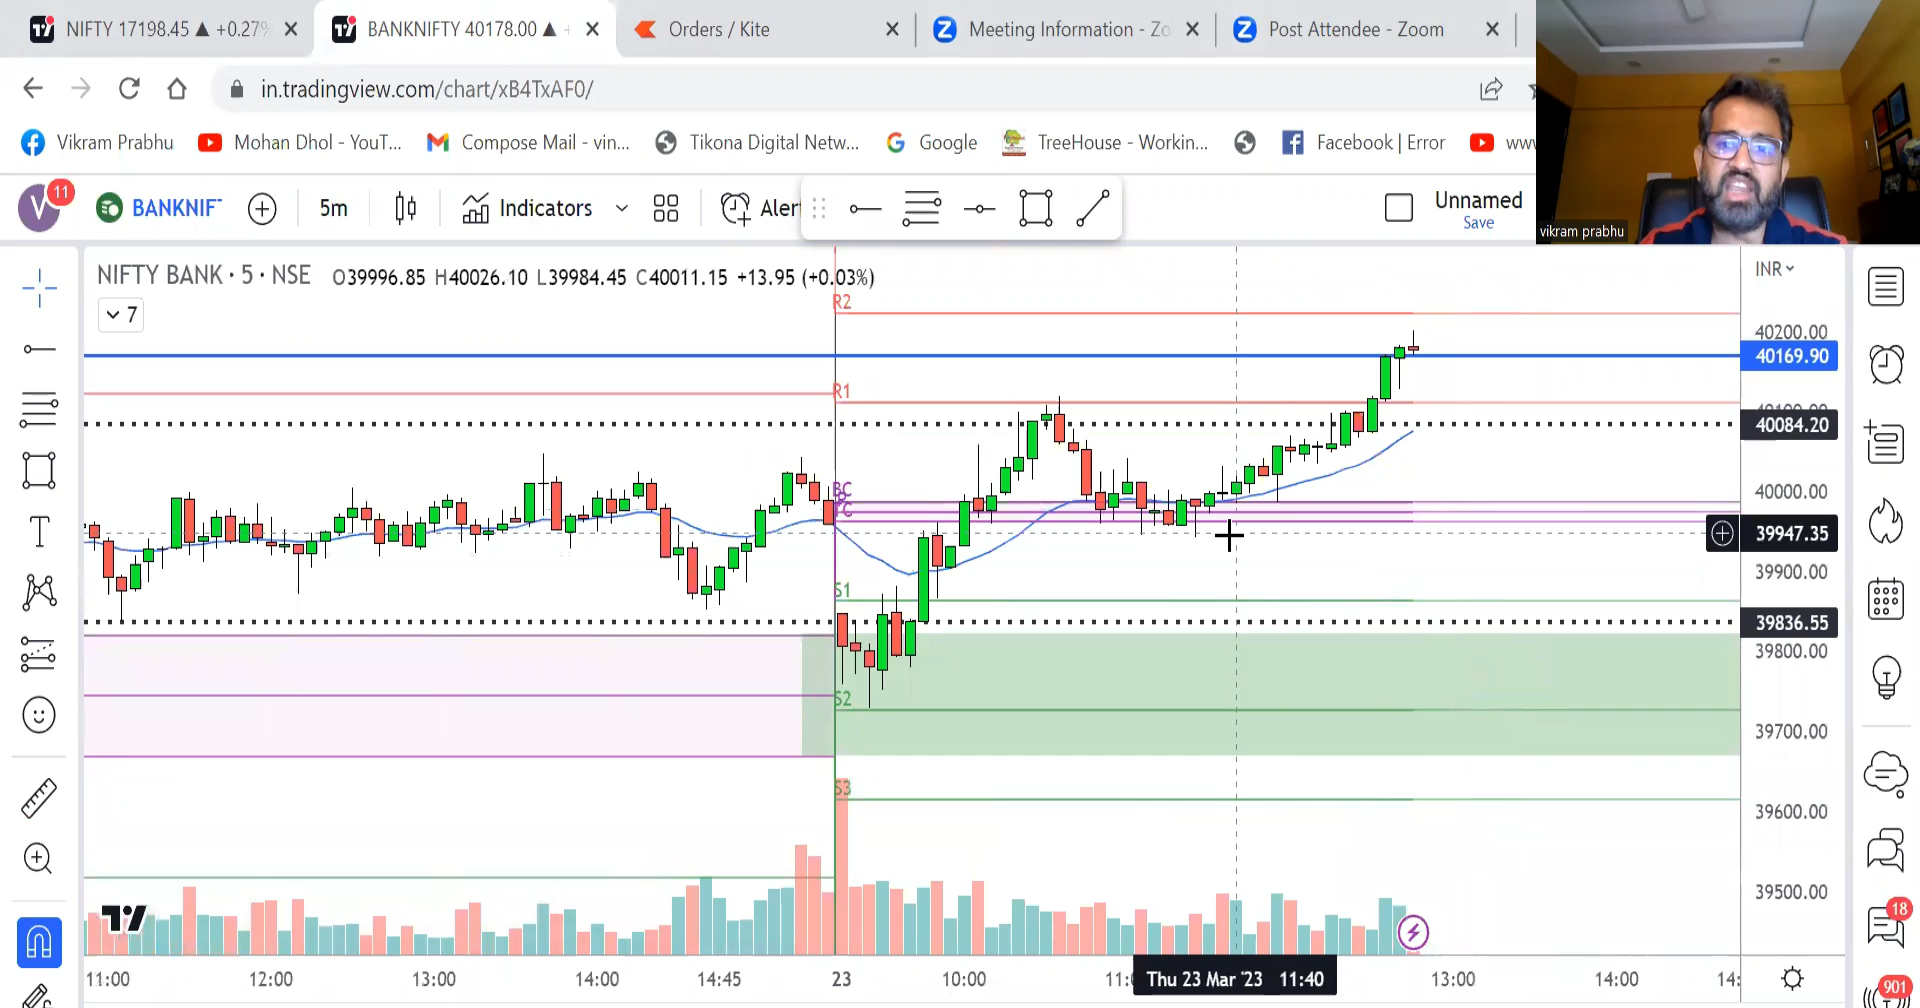 NIFTY 17198.45 ▲ +0.27%
BANKNIFTY 40178.00 ▲ +
Orders / Kite
Meeting Information - Zo
Post Attendee - Zoom
in.tradingview.com/chart/xB4TxAF0/
Vikram Prabhu
Mohan Dhol - YouT...
Compose Mail - vin...
Tikona Digital Netw...
Google
TreeHouse - Workin...
Facebook | Error
ww
vikram prabhu
V
11
BANKNIF
5m
Indicators
Aler
Unnamed
Save
NIFTY BANK · 5 · NSE O39996.85 H40026.10 L39984.45 C40011.15 +13.95 (+0.03%)
7
INR
R2
R1
BC
P
TC
S1
S2
S3
40200.00
40169.90
40084.20
40000.00
39947.35
39900.00
39836.55
39800.00
39700.00
39600.00
39500.00
11:00
12:00
13:00
14:00
14:45
23
10:00
11:
Thu 23 Mar '23 11:40
13:00
14:00
14:
18
901